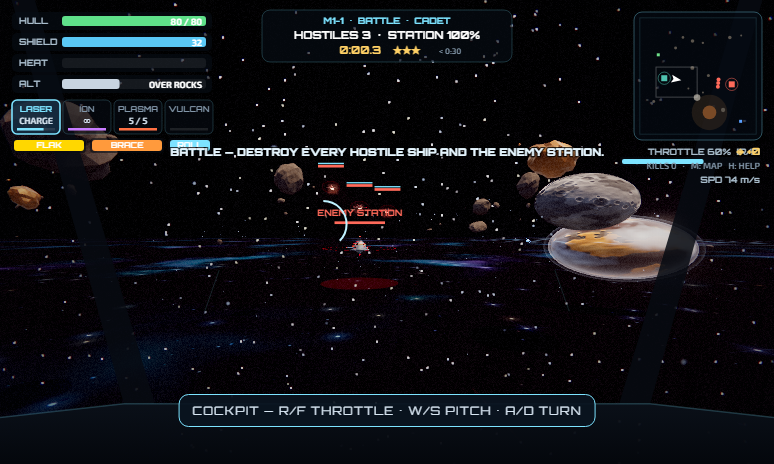 HULL
80 / 80
SHIELD
32
HEAT
ALT
OVER ROCKS
LASER
CHARGE
ION
∞
PLASMA
5/5
VULCAN
FLAK
BRACE
ROLL
M1-1 · BATTLE · CADET
HOSTILES 3 · STATION 100%
0:00.3 ★★★ < 0:30
BATTLE — DESTROY EVERY HOSTILE SHIP AND THE ENEMY STATION.
THROTTLE 60%
KILLS 0 · M: MAP H: HELP
SPD 74 m/s
ENEMY STATION
COCKPIT — R/F THROTTLE · W/S PITCH · A/D TURN